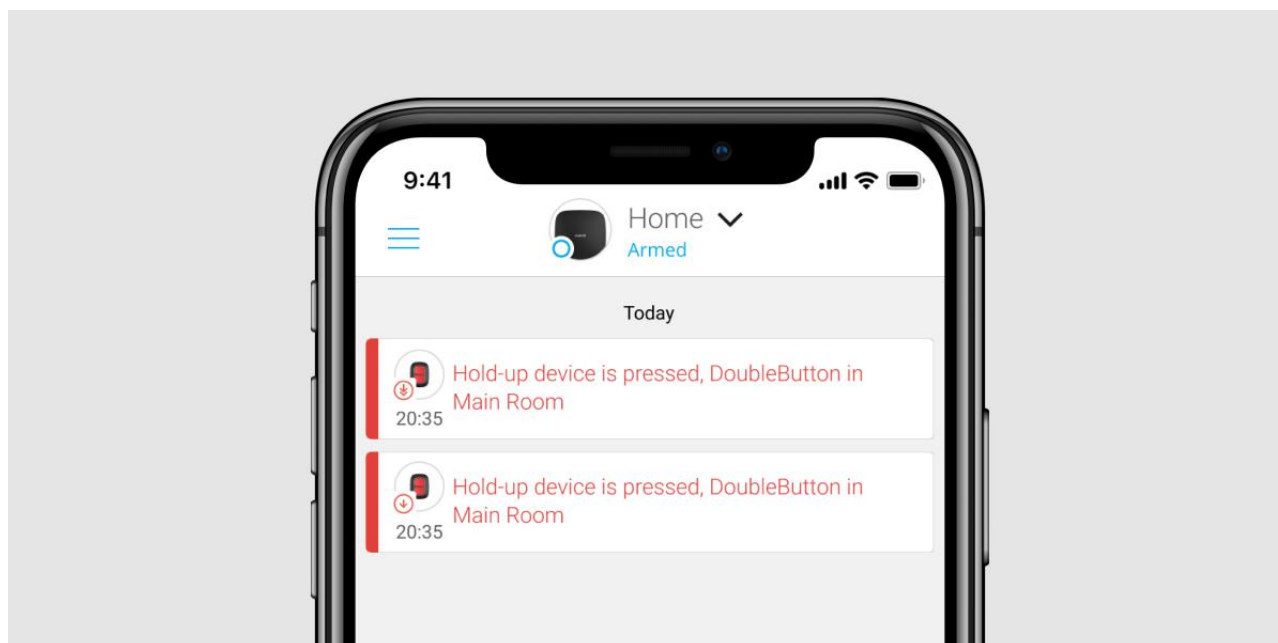 9:41
Home
Armed
Today
Hold-up device is pressed, DoubleButton in
Main Room
20:35
Hold-up device is pressed, DoubleButton in
Main Room
20:35